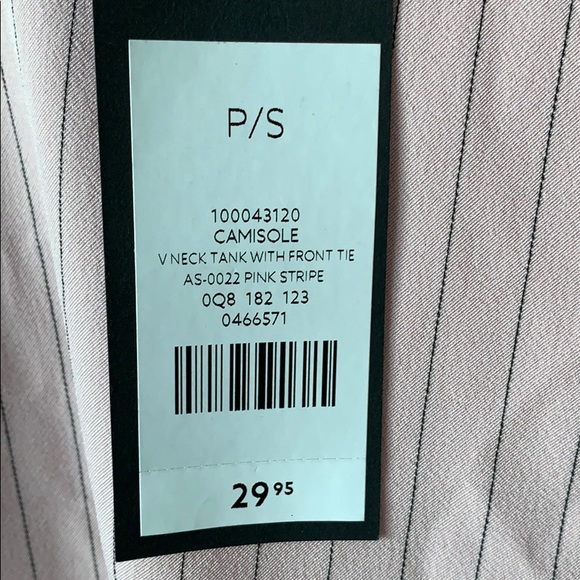 P/S
100043120
CAMISOLE
V NECK TANK WITH FRONT TIE
AS-0022 PINK STRIPE
0Q8 182 123
0466571
29.95